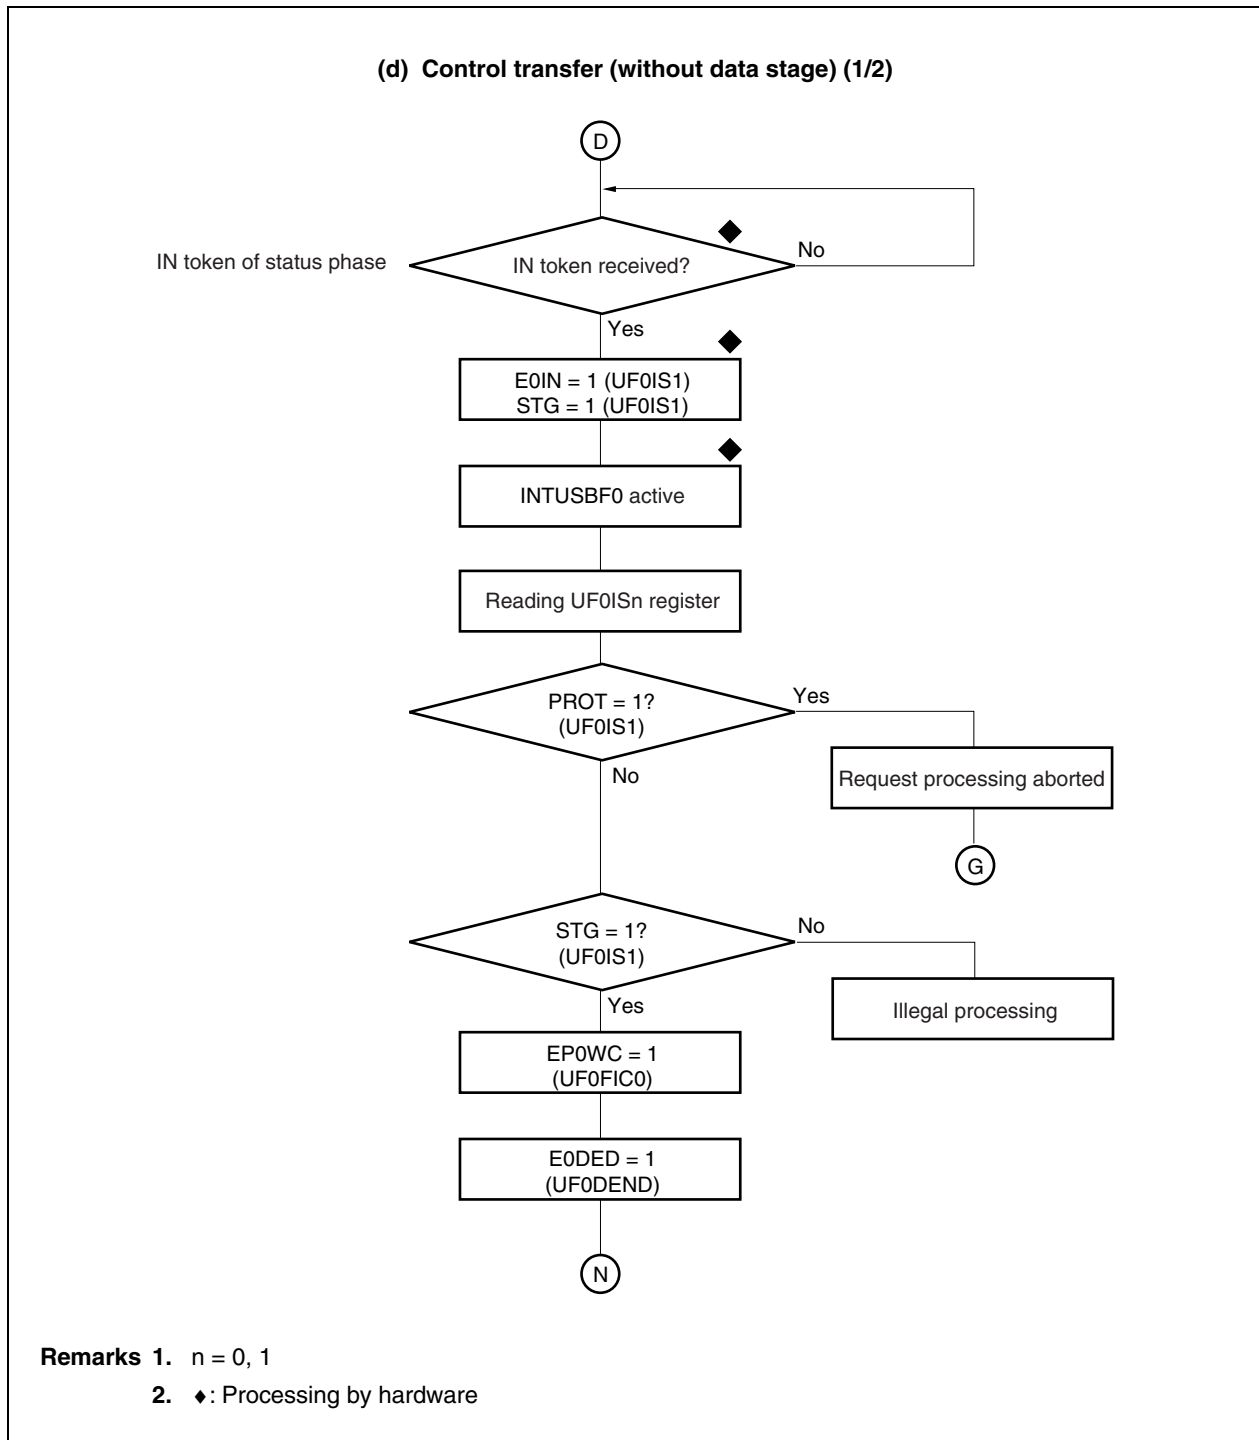 (d) Control transfer (without data stage) (1/2)
D
IN token of status phase
IN token received?
No
Yes
E0IN = 1 (UF0IS1)
STG = 1 (UF0IS1)
INTUSBF0 active
Reading UF0ISn register
PROT = 1?
(UF0IS1)
Yes
No
Request processing aborted
G
STG = 1?
(UF0IS1)
No
Yes
Illegal processing
EP0WC = 1
(UF0FIC0)
E0DED = 1
(UF0DEND)
N
Remarks 1. n = 0, 1
2. ♦: Processing by hardware